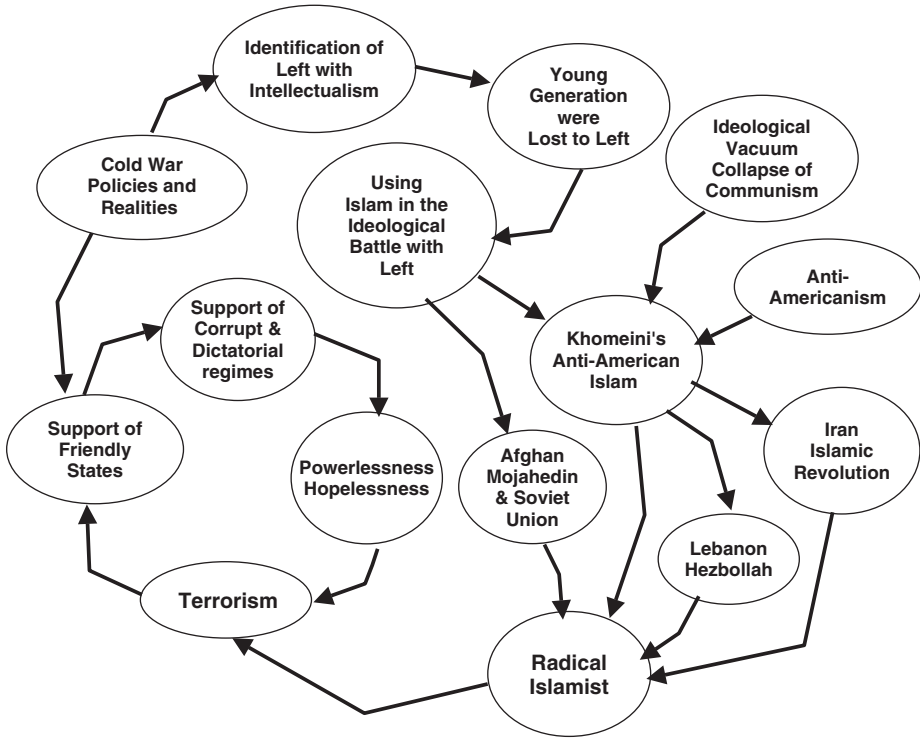 Identification of
Left with
Intellectualism
Young
Generation
were
Lost to Left
Ideological
Vacuum
Collapse of
Communism
Cold War
Policies and
Realities
Using
Islam in the
Ideological
Battle with
Left
Anti-
Americanism
Support of
Corrupt &
Dictatorial
regimes
Khomeini's
Anti-American
Islam
Support of
Friendly
States
Powerlessness
Hopelessness
Afghan
Mojahedin
& Soviet
Union
Iran
Islamic
Revolution
Lebanon
Hezbollah
Terrorism
Radical
Islamist